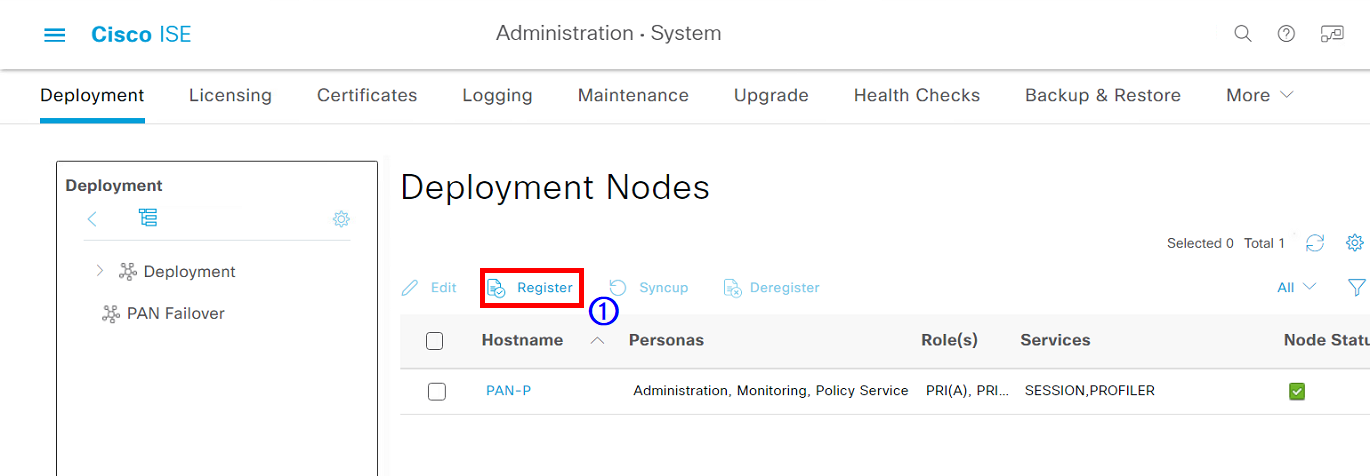 Cisco ISE
Administration · System
Deployment Licensing Certificates Logging Maintenance Upgrade Health Checks Backup & Restore More
Deployment
Deployment
PAN Failover
Deployment Nodes
Selected 0 Total 1
Edit Register Syncup Deregister All
①
Hostname Personas Role(s) Services Node Statu
PAN-P Administration, Monitoring, Policy Service PRI(A), PRI... SESSION,PROFILER